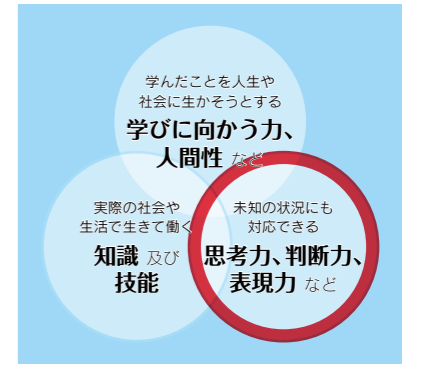 学んだことを人生や
社会に生かそうとする
学びに向かう力、
人間性 など
実際の社会や
生活で生きて働く
知識 及び
技能
未知の状況にも
対応できる
思考力、判断力、
表現力 など